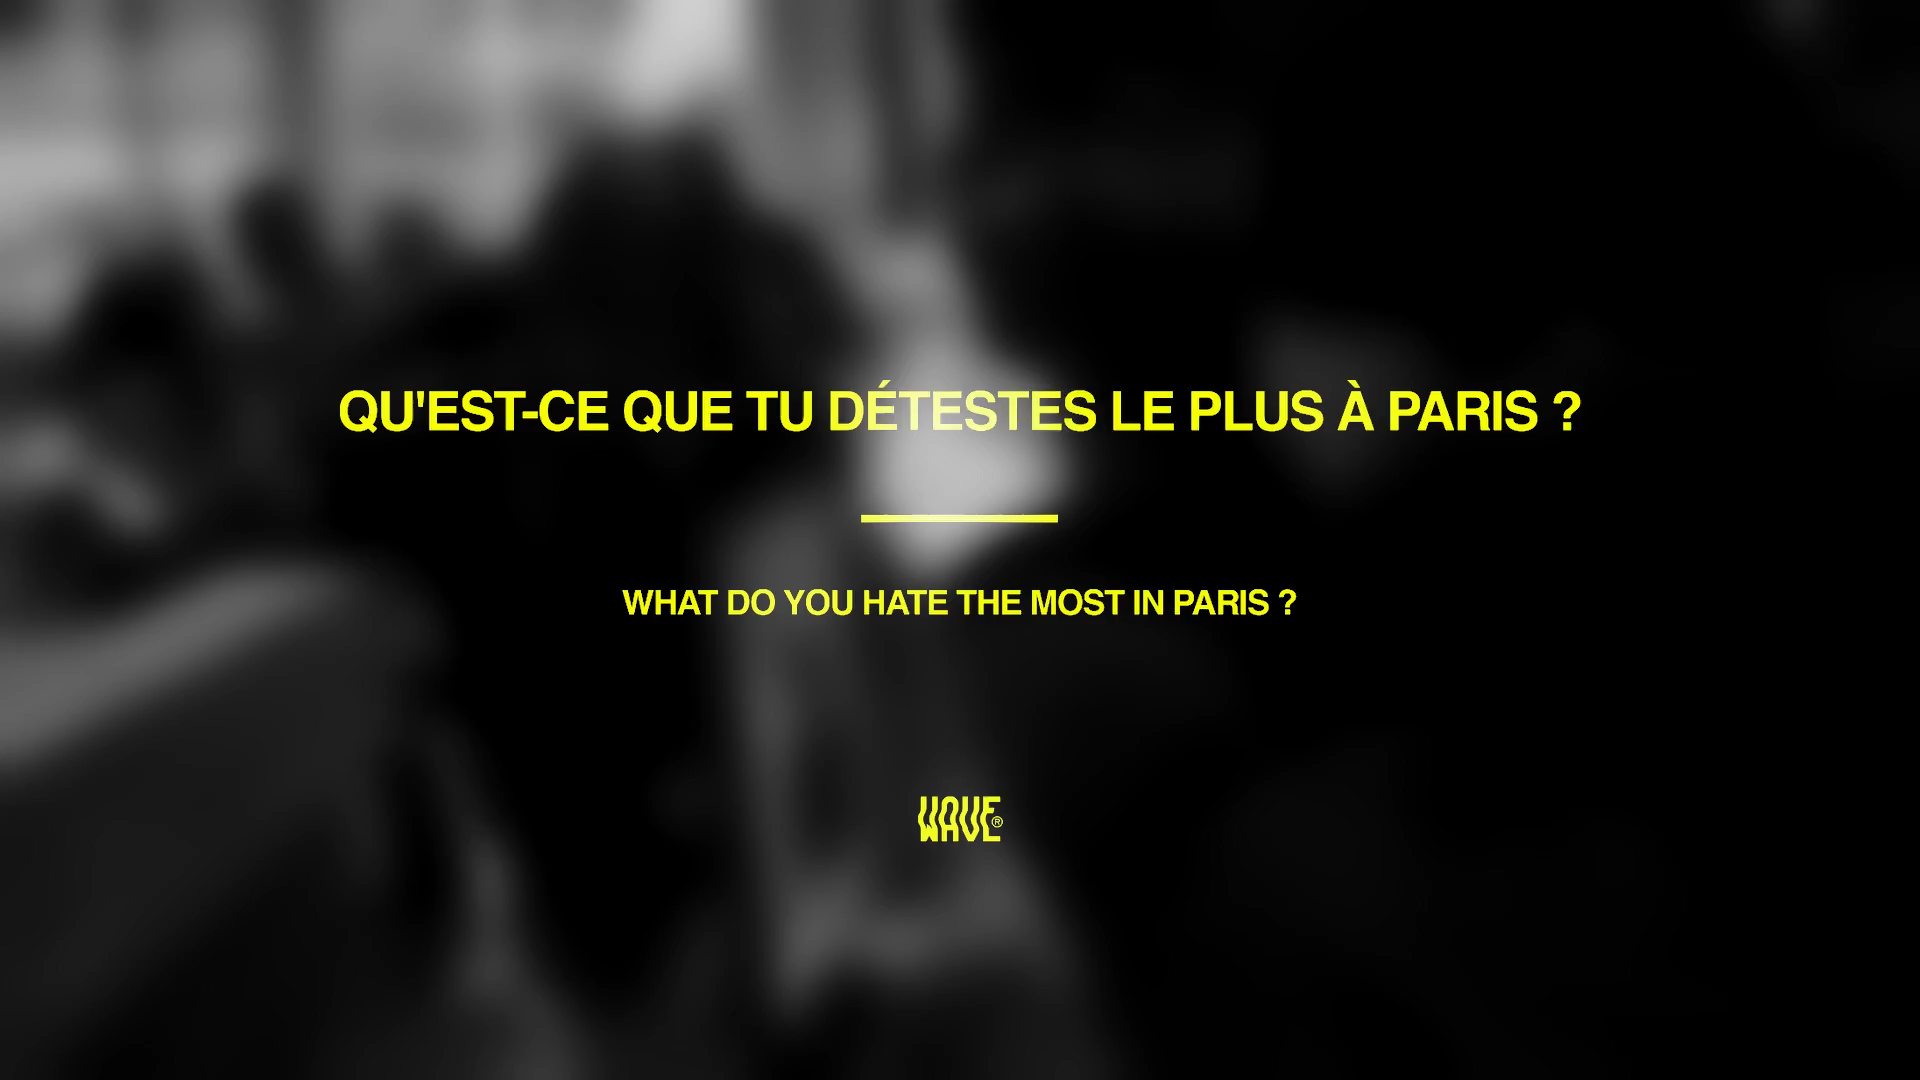 QU'EST-CE QUE TU DÉTESTES LE PLUS À PARIS ?
WHAT DO YOU HATE THE MOST IN PARIS ?
WAVE®